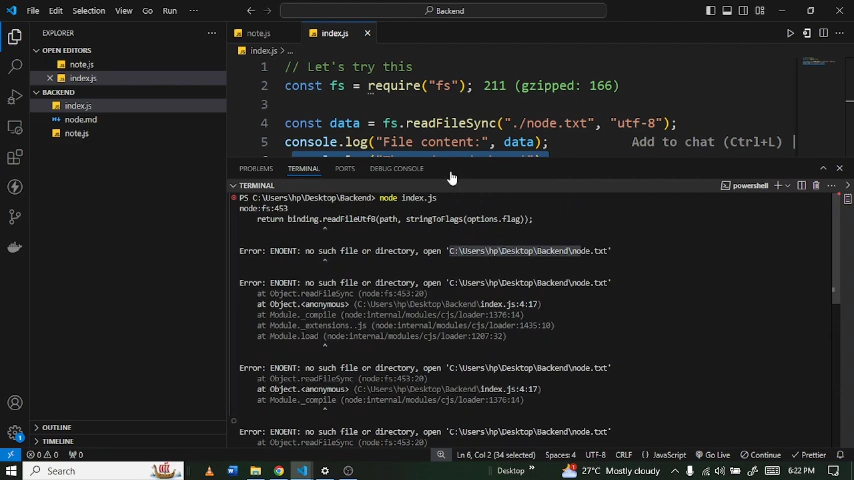 File Edit Selection View Go Run
Backend
EXPLORER
OPEN EDITORS
note.js
index.js
BACKEND
index.js
node.md
note.js
OUTLINE
TIMELINE
note.js
index.js
index.js > ...
1 // Let's try this
2 const fs = require("fs"); 211 (gzipped: 166)
3
4 const data = fs.readFileSync("./node.txt", "utf-8");
5 console.log("File content:", data); Add to chat (Ctrl+L)
PROBLEMS TERMINAL PORTS DEBUG CONSOLE
TERMINAL
powershell
PS C:\Users\hp\Desktop\Backend> node index.js
node:fs:453
return binding.readFileUtf8(path, stringToFlags(options.flag));
^
Error: ENOENT: no such file or directory, open 'C:\Users\hp\Desktop\Backend\node.txt'
^
Error: ENOENT: no such file or directory, open 'C:\Users\hp\Desktop\Backend\node.txt'
at Object.readFileSync (node:fs:453:20)
at Object.<anonymous> (C:\Users\hp\Desktop\Backend\index.js:4:17)
at Module._compile (node:internal/modules/cjs/loader:1376:14)
at Module._extensions..js (node:internal/modules/cjs/loader:1435:10)
at Module.load (node:internal/modules/cjs/loader:1207:32)
^
Error: ENOENT: no such file or directory, open 'C:\Users\hp\Desktop\Backend\node.txt'
at Object.readFileSync (node:fs:453:20)
at Object.<anonymous> (C:\Users\hp\Desktop\Backend\index.js:4:17)
at Module._compile (node:internal/modules/cjs/loader:1376:14)
^
Error: ENOENT: no such file or directory, open 'C:\Users\hp\Desktop\Backend\node.txt'
at Object.readFileSync (node:fs:453:20)
0 0 0 Ln 6, Col 2 (34 selected) Spaces: 4 UTF-8 CRLF JavaScript Go Live Continue Prettier
Search
Desktop
27°C Mostly cloudy
6:22 PM